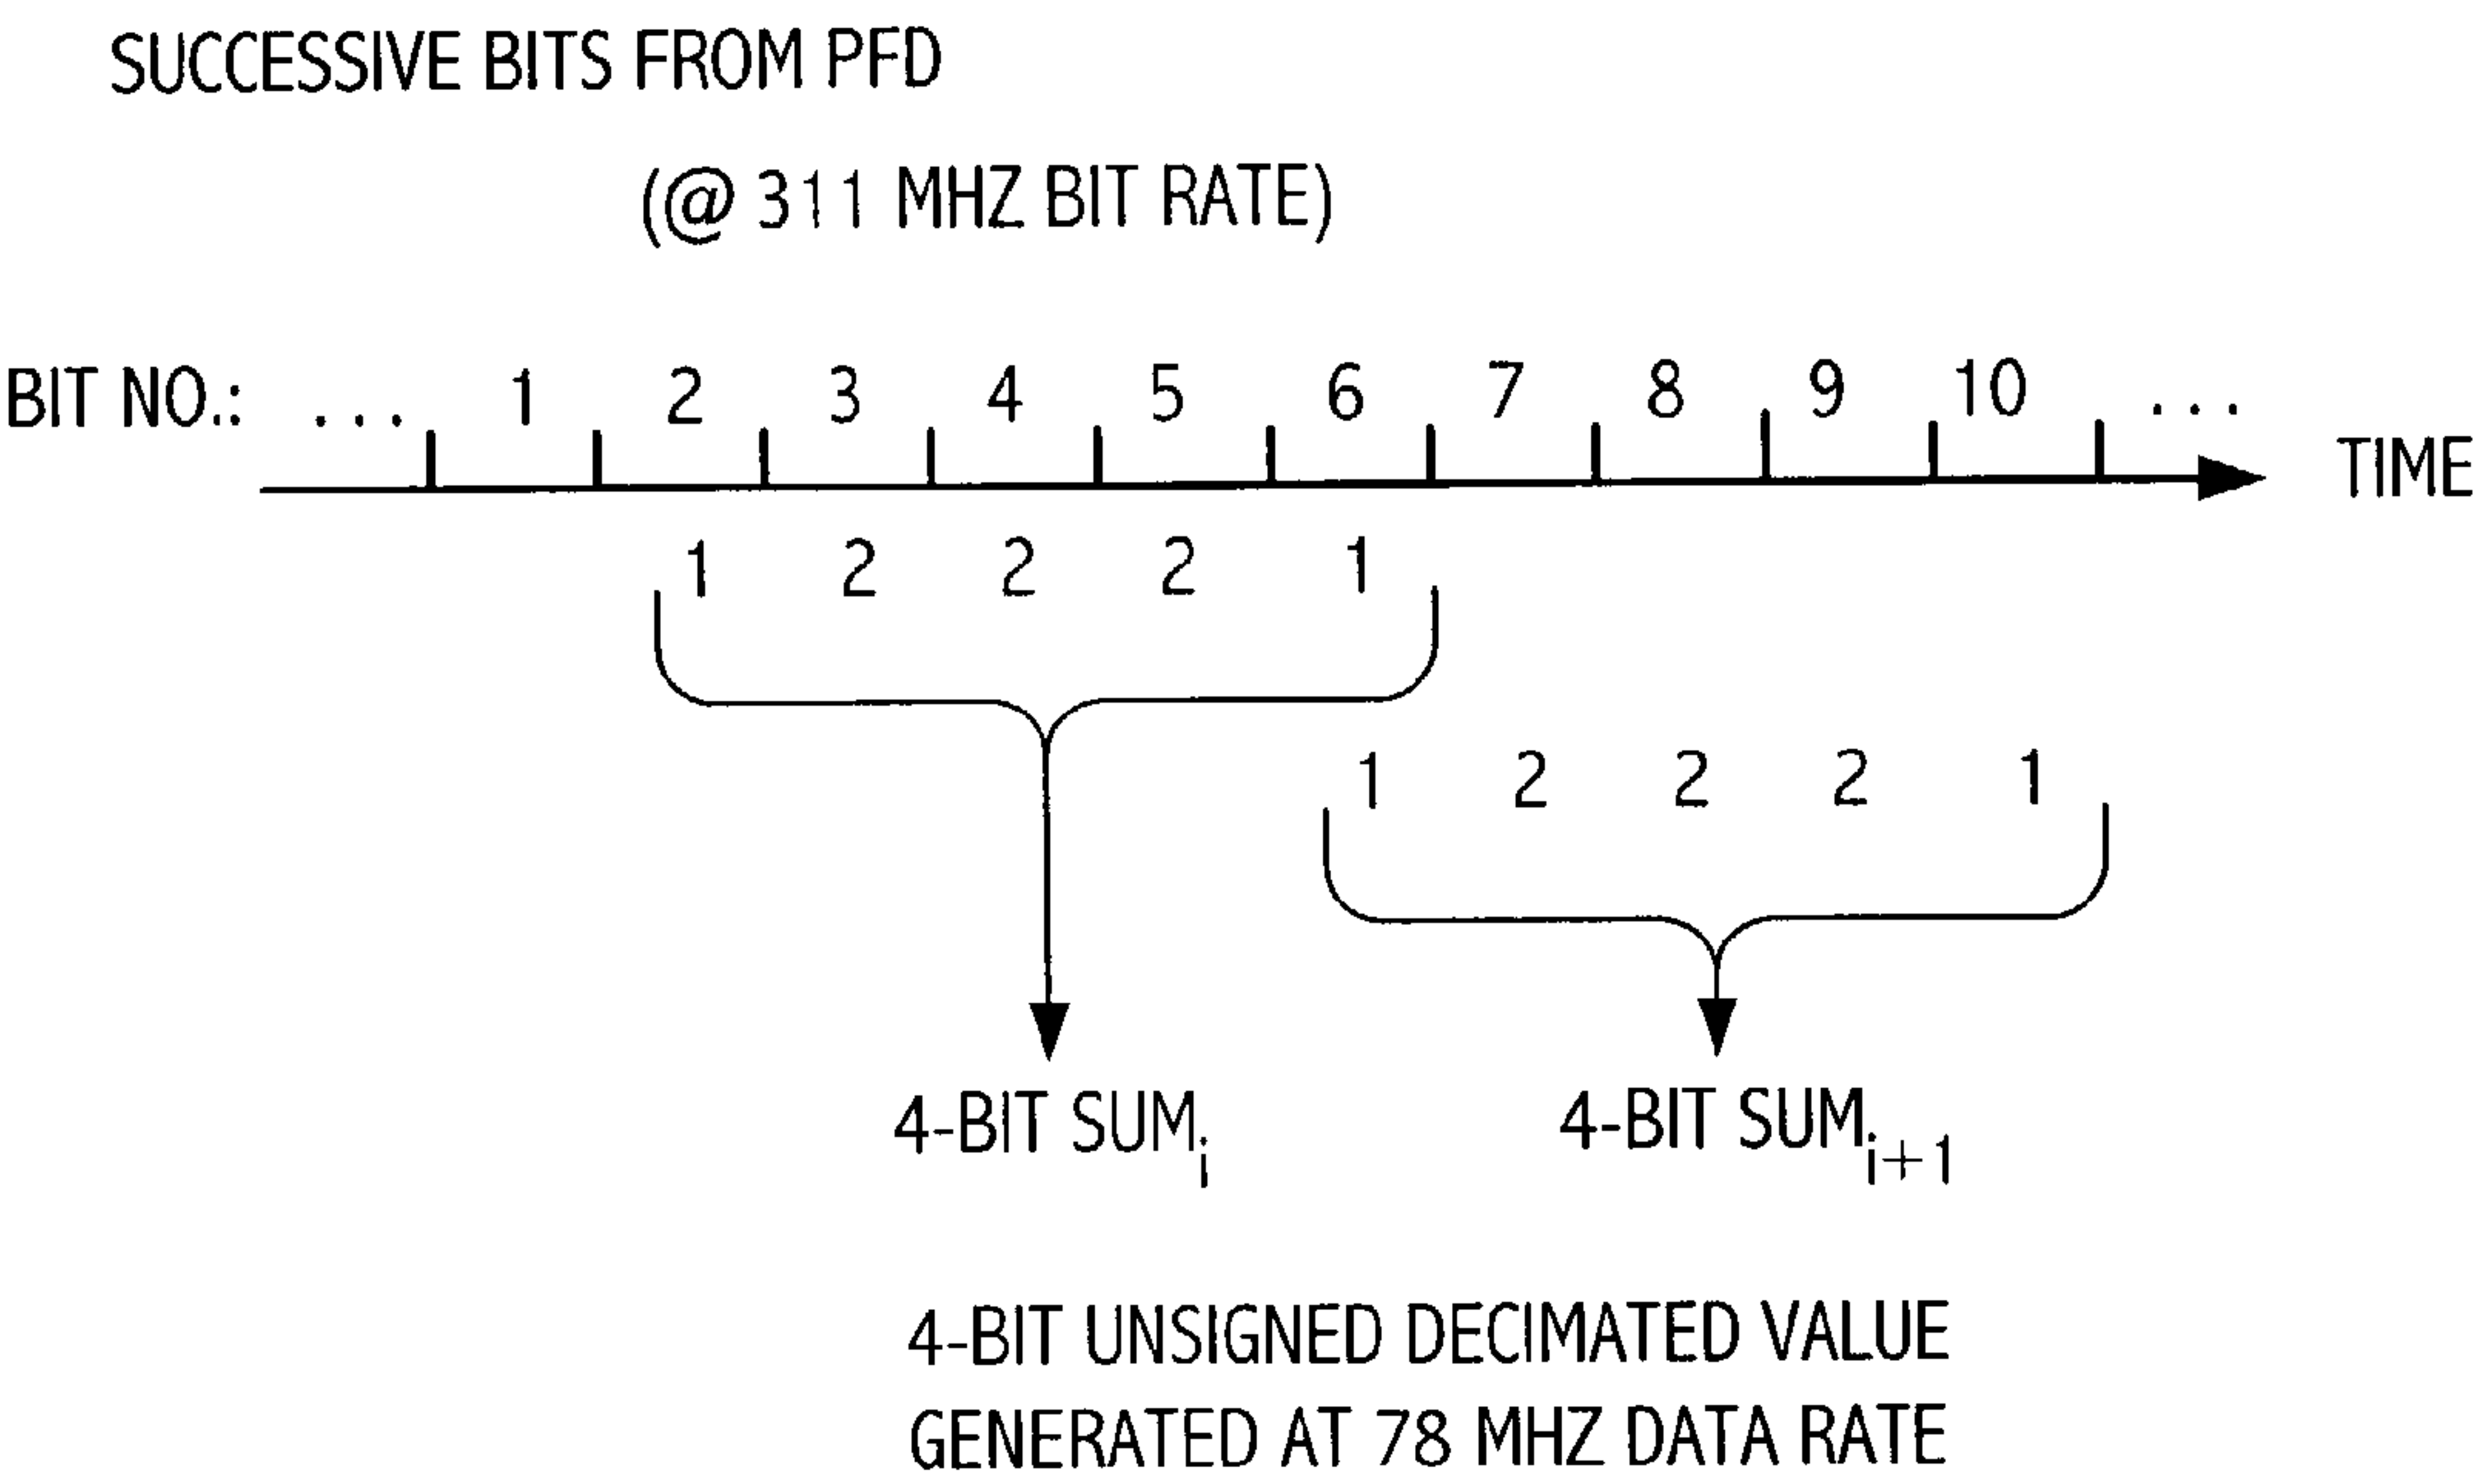 SUCCESSIVE BITS FROM PFD
(@ 311 MHZ BIT RATE)
BIT NO.: ... 1 2 3 4 5 6 7 8 9 10 ...
TIME
1 2 2 2 1
1 2 2 2 1
4-BIT SUMi 4-BIT SUMi+1
4-BIT UNSIGNED DECIMATED VALUE
GENERATED AT 78 MHZ DATA RATE